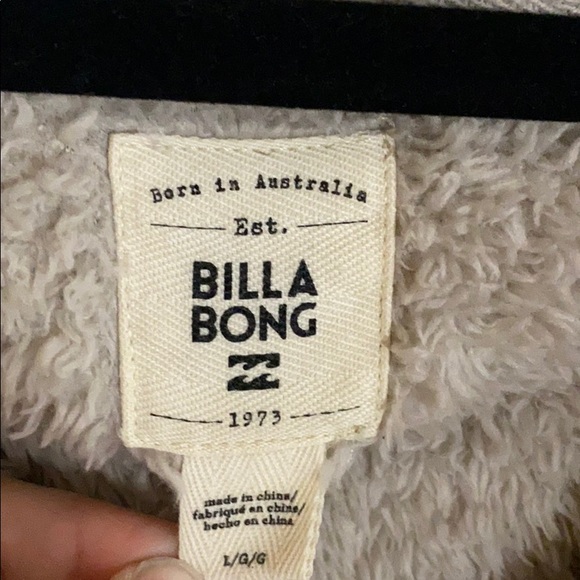 Born in Australia
Est.
BILLA
BONG
1973
made in china/
fabriqué en chine/
hecho en china
L/G/G